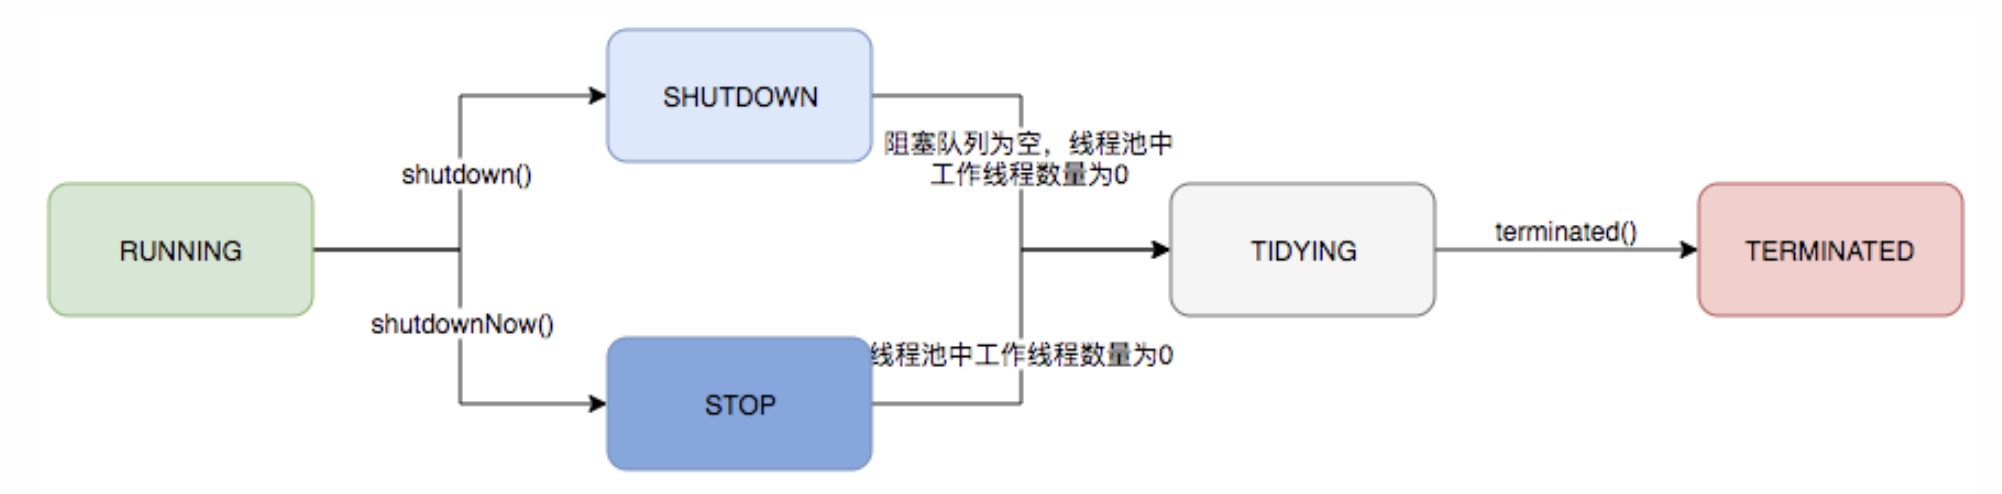 SHUTDOWN
阻塞队列为空，线程池中
工作线程数量为0
shutdown()
RUNNING
TIDYING
terminated()
TERMINATED
shutdownNow()
线程池中工作线程数量为0
STOP